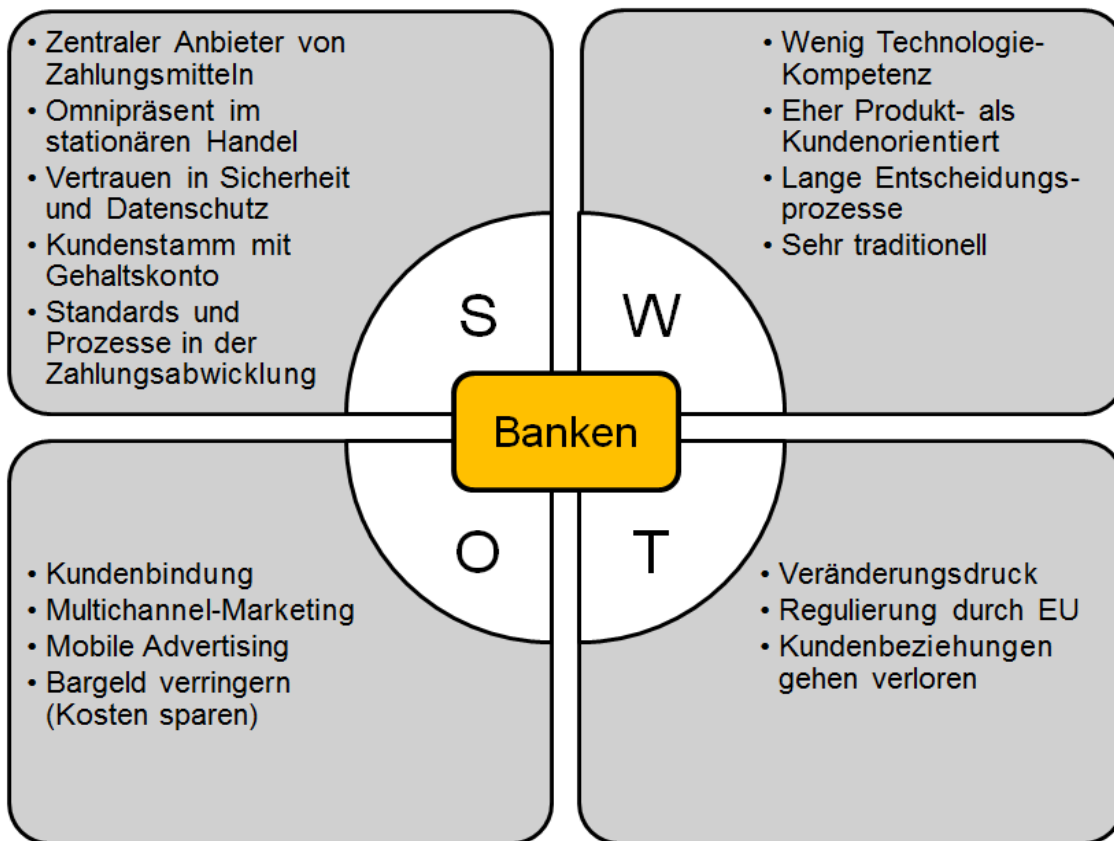 • Zentraler Anbieter von
Zahlungsmitteln
• Omnipräsent im
stationären Handel
• Vertrauen in Sicherheit
und Datenschutz
• Kundenstamm mit
Gehaltskonto
• Standards und
Prozesse in der
Zahlungsabwicklung
S
• Wenig Technologie-
Kompetenz
• Eher Produkt- als
Kundenorientiert
• Lange Entscheidungs-
prozesse
• Sehr traditionell
W
Banken
O
• Kundenbindung
• Multichannel-Marketing
• Mobile Advertising
• Bargeld verringern
(Kosten sparen)
T
• Veränderungsdruck
• Regulierung durch EU
• Kundenbeziehungen
gehen verloren